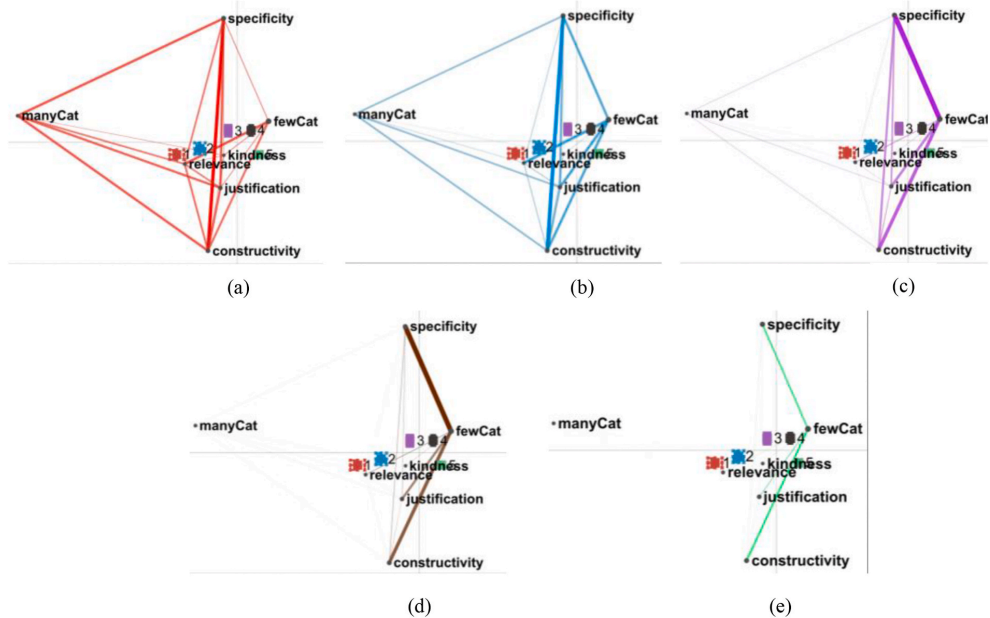 specificity
manyCat
3 4
fewCat
1 2
kindness 5
relevance
justification
constructivity
(a)
specificity
manyCat
3 4
fewCat
1 2
kindness 5
relevance
justification
constructivity
(b)
specificity
manyCat
3 4
fewCat
1 2
kindness 5
relevance
justification
constructivity
(c)
specificity
manyCat
3 4
fewCat
1 2
kindness 5
relevance
justification
constructivity
(d)
specificity
manyCat
3 4
fewCat
1 2
kindness 5
relevance
justification
constructivity
(e)